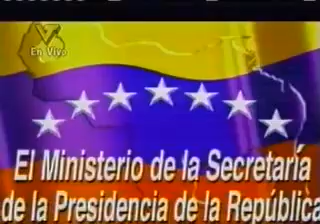 En Vivo
El Ministerio de la Secretaría
de la Presidencia de la República